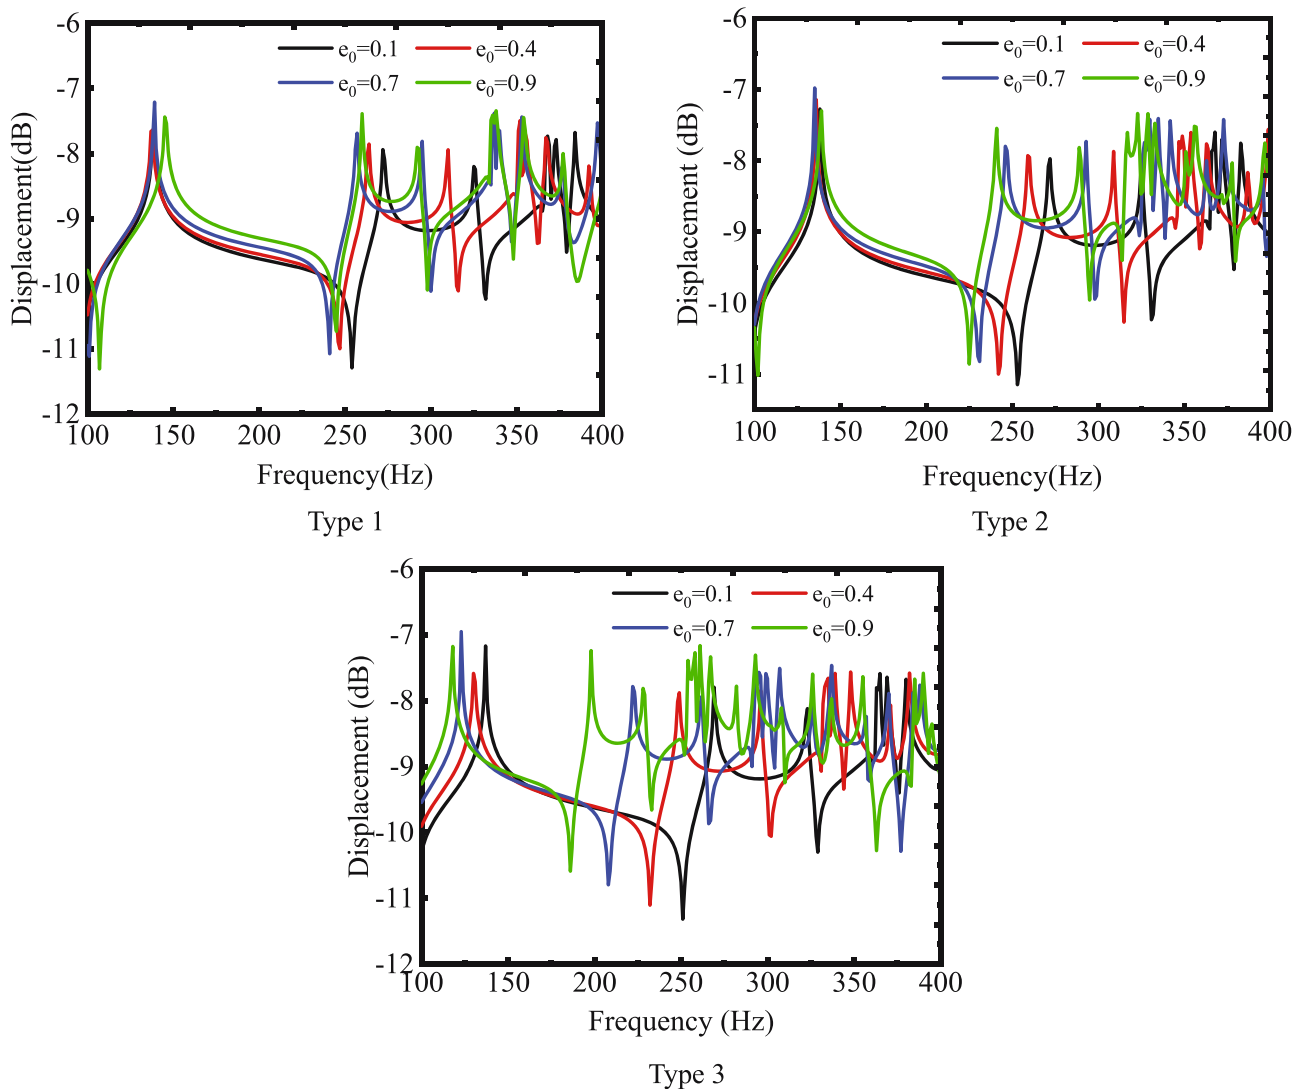 -6
-7
-8
-9
-10
-11
-12
Displacement(dB)
e0=0.1
e0=0.4
e0=0.7
e0=0.9
100 150 200 250 300 350 400
Frequency(Hz)
Type 1
-6
-7
-8
-9
-10
-11
Displacement (dB)
e0=0.1
e0=0.4
e0=0.7
e0=0.9
100 150 200 250 300 350 400
Frequency(Hz)
Type 2
-6
-7
-8
-9
-10
-11
-12
Displacement (dB)
e0=0.1
e0=0.4
e0=0.7
e0=0.9
100 150 200 250 300 350 400
Frequency (Hz)
Type 3